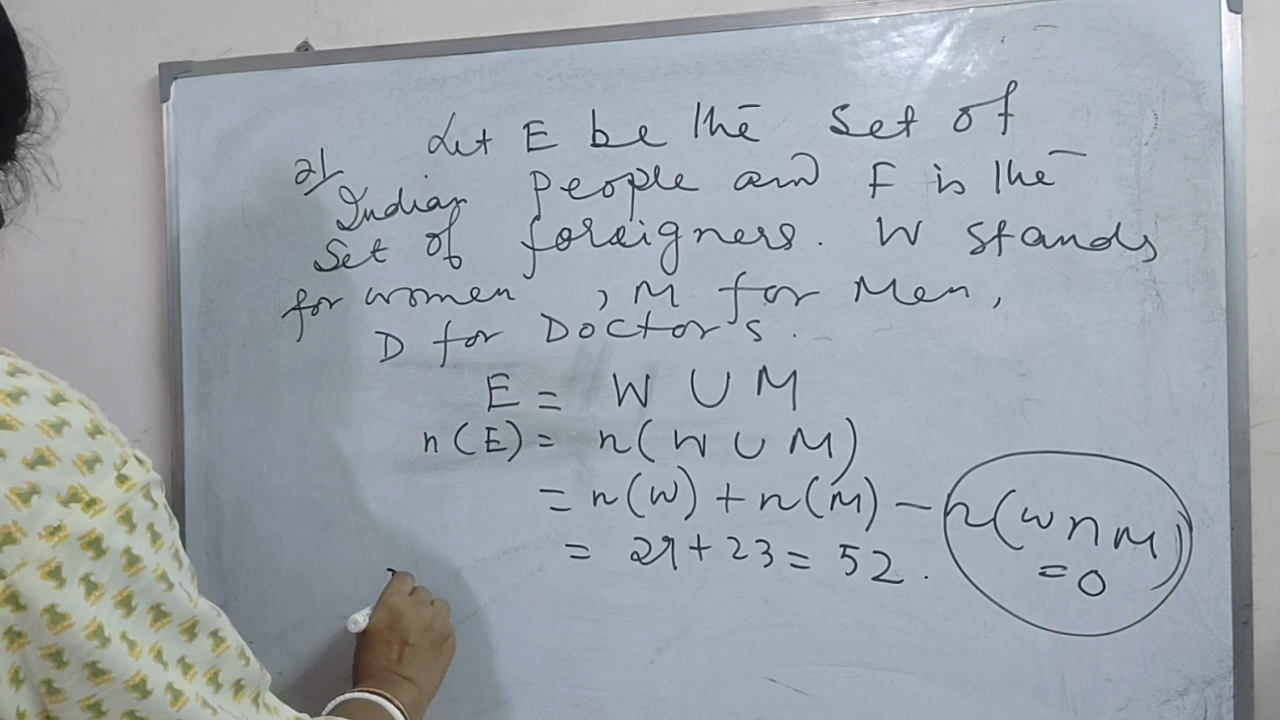 21 Let E be the set of
Indian People and F is the
set of foreigners. W stands
for women, M for Men,
D for Doctors.
E = W ∪ M
n(E) = n(W ∪ M)
= n(W) + n(M) - n(W ∩ M)
= 29 + 23 = 52.
= 0